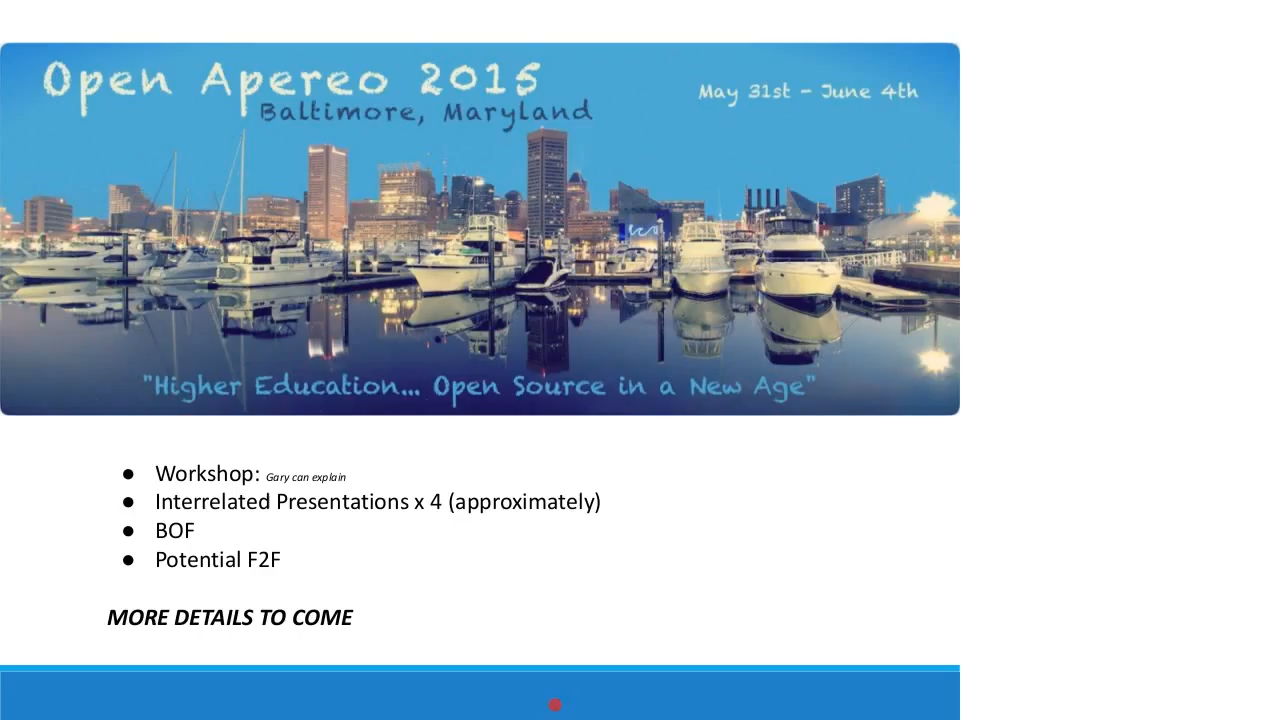 Open Apereo 2015
May 31st - June 4th
Baltimore, Maryland
"Higher Education... Open Source in a New Age"
● Workshop: Gary can explain
● Interrelated Presentations x 4 (approximately)
● BOF
● Potential F2F
MORE DETAILS TO COME